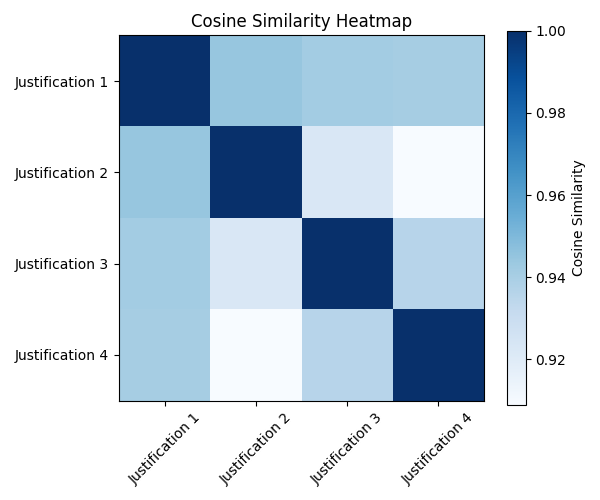 Cosine Similarity Heatmap
Justification 1
Justification 2
Justification 3
Justification 4
Justification 1
Justification 2
Justification 3
Justification 4
1.00
0.98
0.96
0.94
0.92
Cosine Similarity